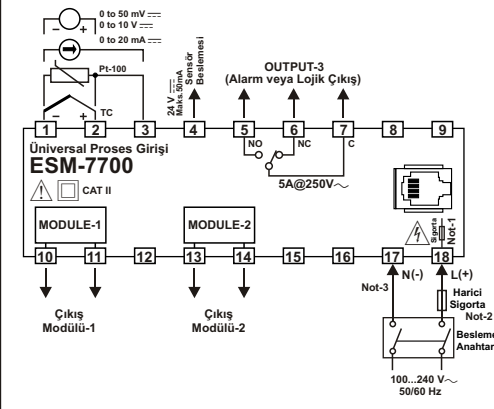 0 to 50 mV
0 to 10 V
0 to 20 mA
Pt-100
TC
24 V
Maks.50mA
Sensör
Beslemesi
OUTPUT-3
(Alarm veya Lojik Çıkış)
1 2 3 4 5 6 7 8 9
Üniversal Proses Girişi
ESM-7700
CAT II
NO
NC
C
5A@250V
MODULE-1
MODULE-2
Sigorta
Not-1
10 11 12 13 14 15 16 17 18
Çıkış
Modülü-1
Çıkış
Modülü-2
Not-3
N(-)
L(+)
Harici
Sigorta
Not-2
Besleme
Anahtar
100...240 V
50/60 Hz